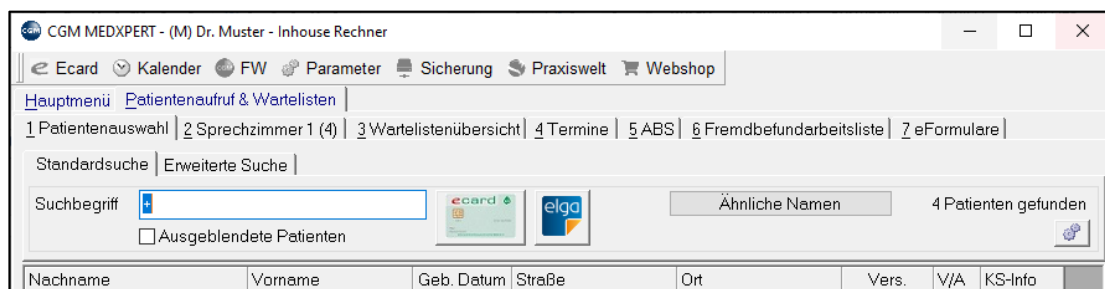 CGM MEDXPERT - (M) Dr. Muster - Inhouse Rechner
Ecard Kalender FW Parameter Sicherung Praxiswelt Webshop
Hauptmenü Patientenaufruf & Wartelisten
1 Patientenauswahl 2 Sprechzimmer 1 (4) 3 Wartelistenübersicht 4 Termine 5 ABS 6 Fremdbefundarbeitsliste 7 eFormulare
Standardsuche Erweiterte Suche
Suchbegriff + ecard elga Ähnliche Namen 4 Patienten gefunden
Ausgeblendete Patienten
Nachname Vorname Geb. Datum Straße Ort Vers. V/A KS-Info